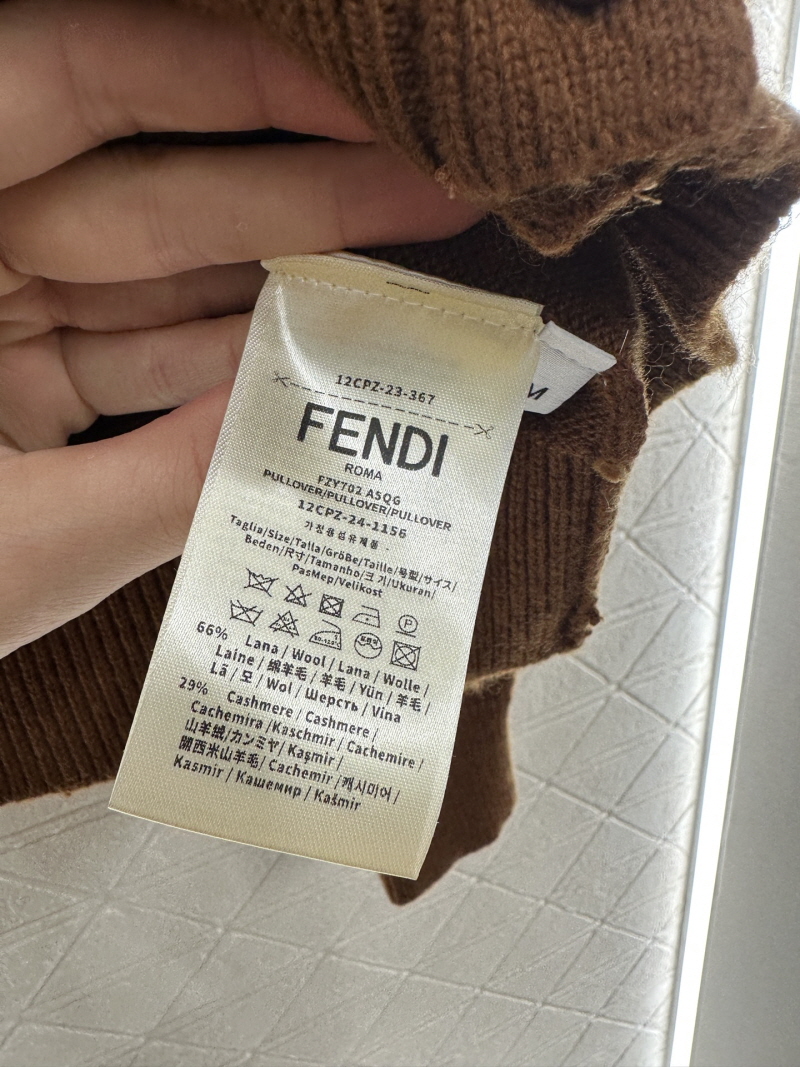 12CPZ-23-367
FENDI
ROMA
FZY702 A5QG
PULLOVER/PULLOVER/PULLOVER
12CPZ-24-1156
가정용섬유제품 .
Taglia/Size/Talla/Größe/Taille/号型/サイズ/
Beden/尺寸/Tamanho/크기/Ukuran/
РаsМер/Velikost
P
66% Lana / Wool / Lana / Wolle /
Laine / 绵羊毛 / 羊毛 / Yün / 羊毛 /
Lã / 모 / Wol / Шерсть / Vlna
29% Cashmere / Cashmere /
Cachemira /Kaschmir / Cachemire /
山羊绒/カシミヤ/ Kaşmir /
開西米山羊毛/ Cachemir /캐시미어 /
Kasmir / Кашемир / Kašmír
M